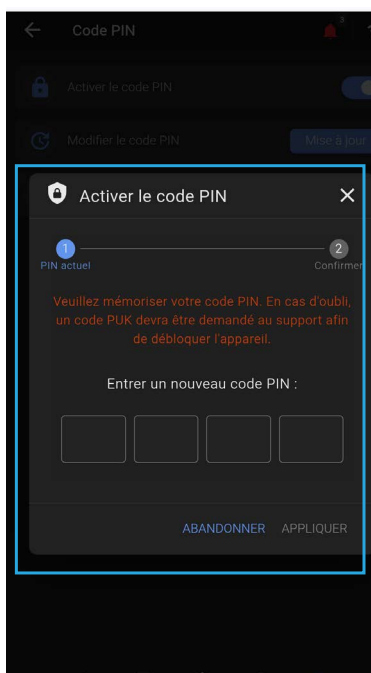 Code PIN
3
Activer le code PIN
Modifier le code PIN
Mise à jour
Activer le code PIN
1
2
PIN actuel
Confirmer
Veuillez mémoriser votre code PIN. En cas d'oubli,
un code PUK devra être demandé au support afin
de débloquer l'appareil.
Entrer un nouveau code PIN :
ABANDONNER
APPLIQUER